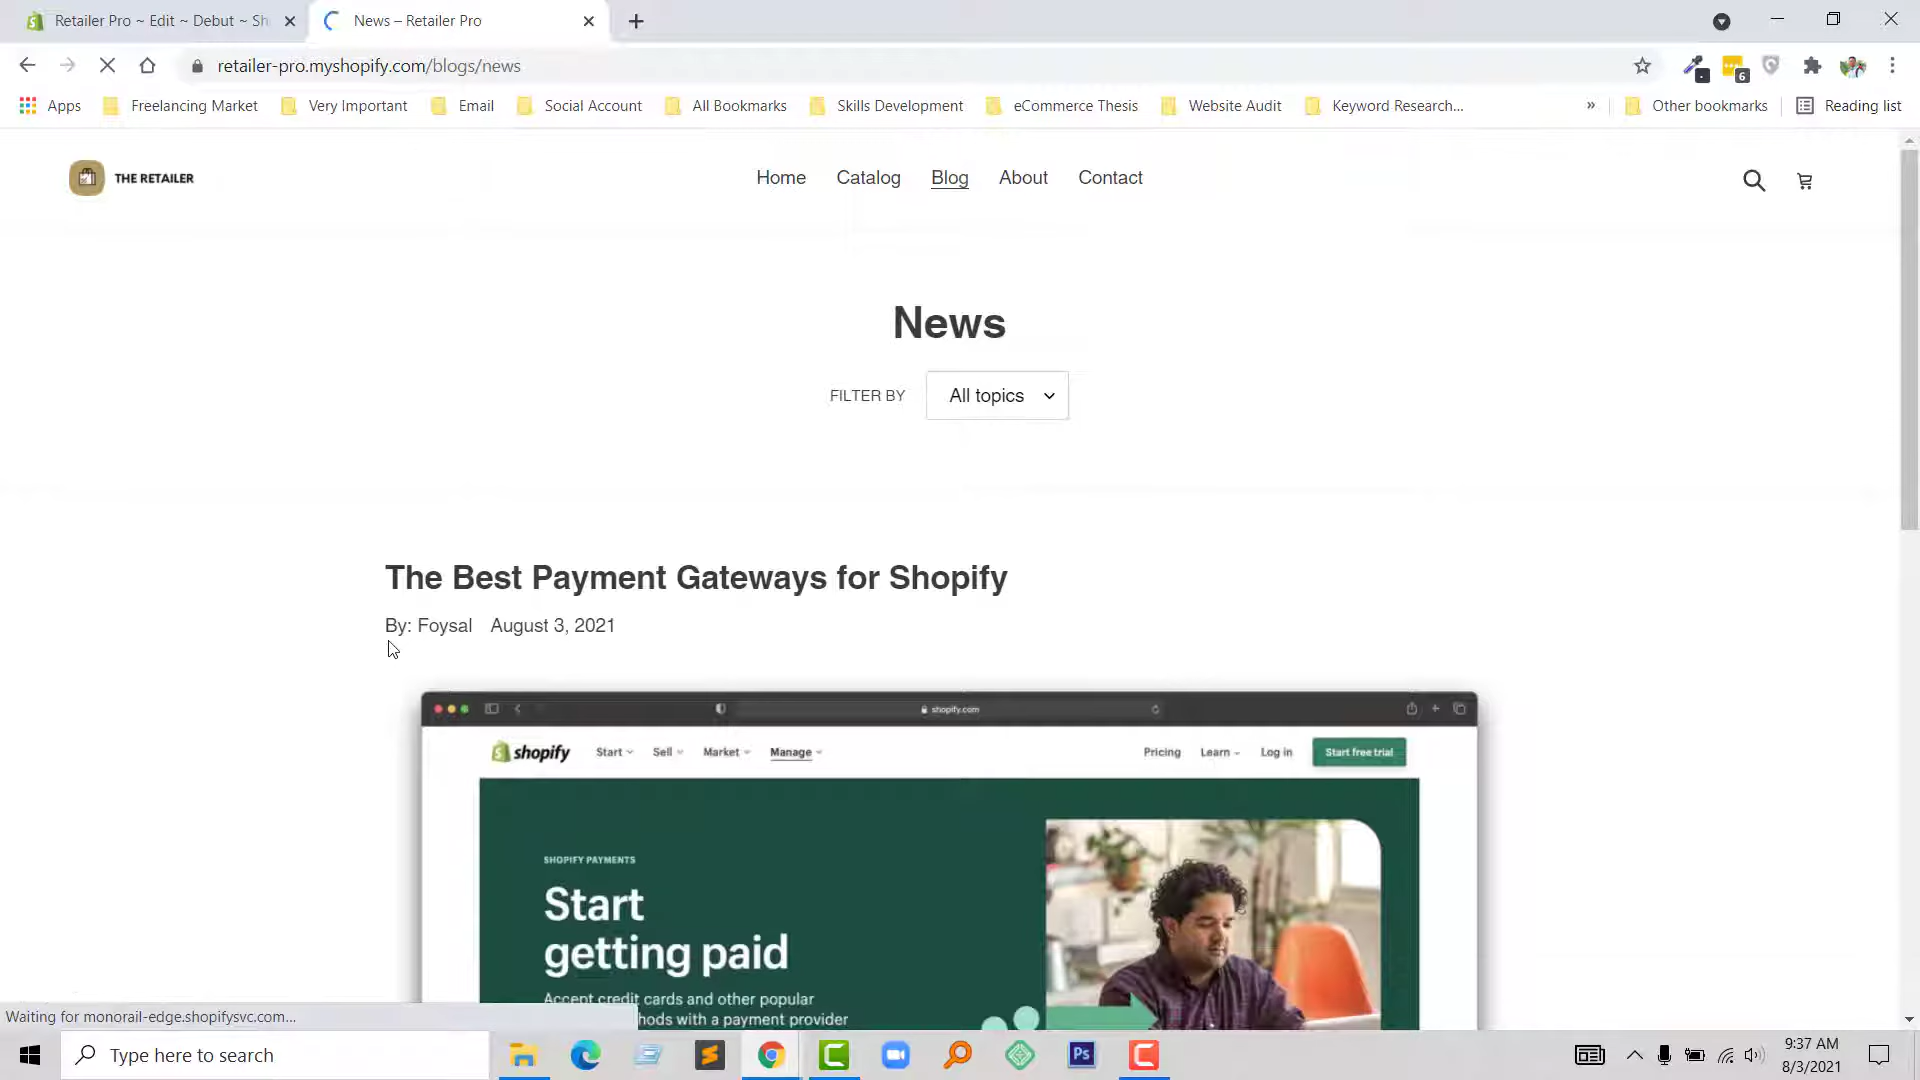 Retailer Pro ~ Edit ~ Debut ~ Sh
News – Retailer Pro
retailer-pro.myshopify.com/blogs/news
6
Apps
Freelancing Market
Very Important
Email
Social Account
All Bookmarks
Skills Development
eCommerce Thesis
Website Audit
Keyword Research...
»
Other bookmarks
Reading list
THE RETAILER
Home
Catalog
Blog
About
Contact
News
FILTER BY
All topics
The Best Payment Gateways for Shopify
By: Foysal August 3, 2021
shopify.com
shopify
Start
Sell
Market
Manage
Pricing
Learn
Log in
Start free trial
SHOPIFY PAYMENTS
Start
getting paid
Accept credit cards and other popular
hods with a payment provider
Waiting for monorail-edge.shopifysvc.com...
Type here to search
Ps
9:37 AM
8/3/2021